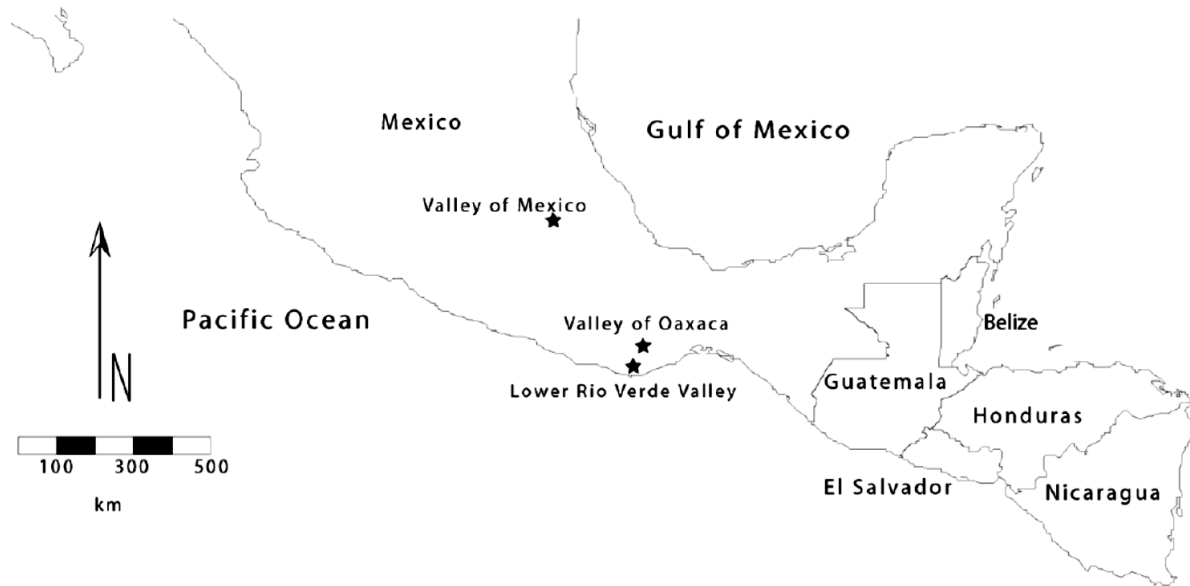 Mexico
Gulf of Mexico
Valley of Mexico
Pacific Ocean
Valley of Oaxaca
Belize
Lower Rio Verde Valley
Guatemala
Honduras
El Salvador
Nicaragua
N
100 300 500
km